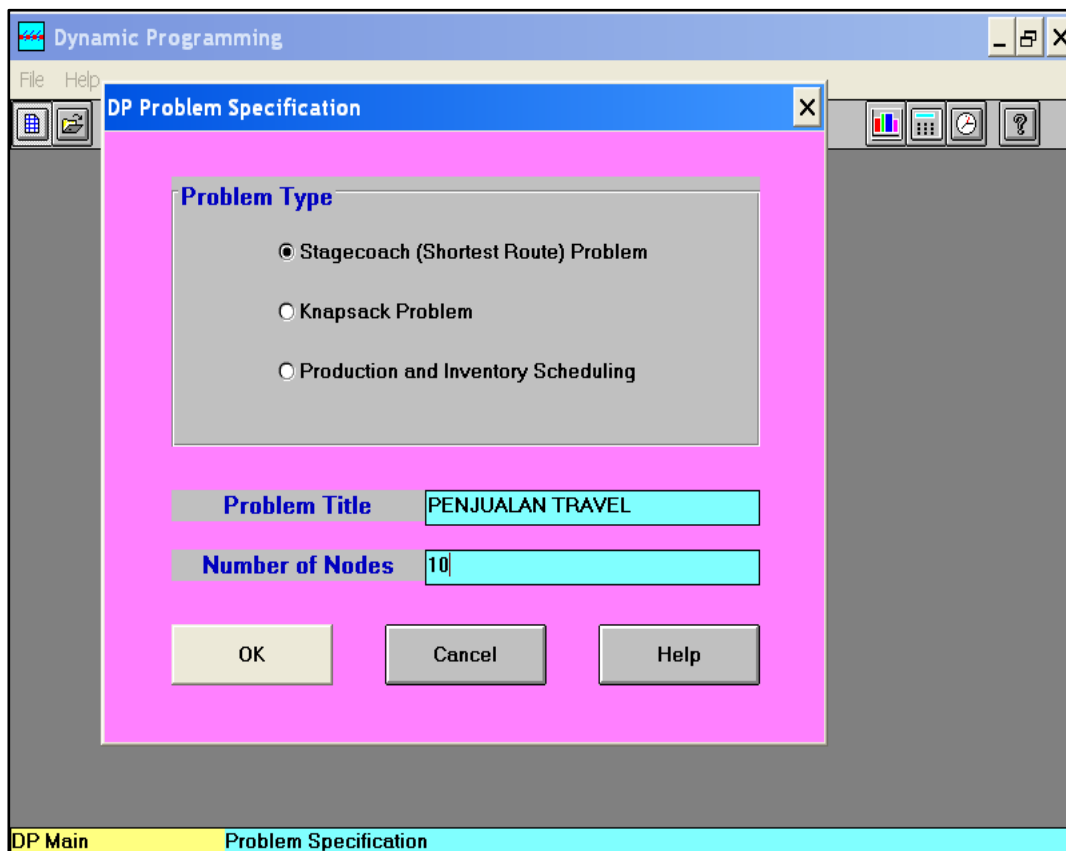 Dynamic Programming
File Help
DP Problem Specification
Problem Type
Stagecoach (Shortest Route) Problem
Knapsack Problem
Production and Inventory Scheduling
Problem Title PENJUALAN TRAVEL
Number of Nodes 10
OK Cancel Help
DP Main Problem Specification